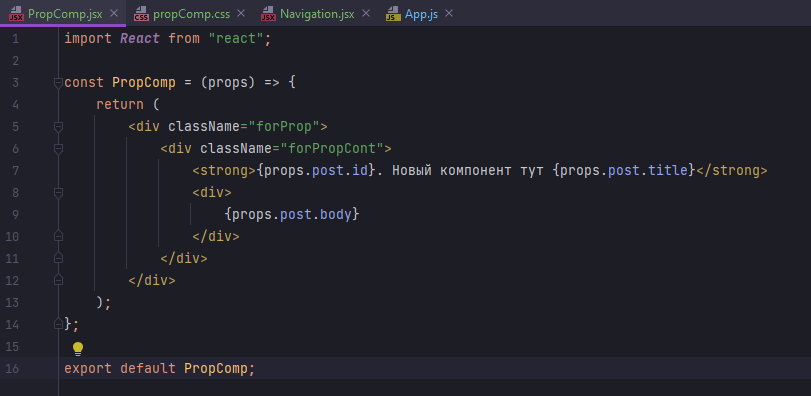 PropComp.jsx propComp.css Navigation.jsx App.js
1 import React from "react";
2
3 const PropComp = (props) => {
4 return (
5 <div className="forProp">
6 <div className="forPropCont">
7 <strong>{props.post.id}. Новый компонент тут {props.post.title}</strong>
8 <div>
9 {props.post.body}
10 </div>
11 </div>
12 </div>
13 );
14 };
15
16 export default PropComp;